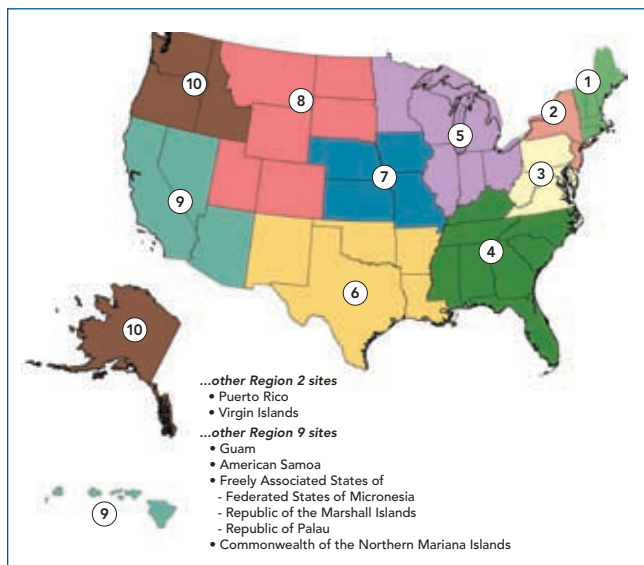 1
2
10
8
5
3
7
9
4
6
10
...other Region 2 sites
• Puerto Rico
• Virgin Islands
...other Region 9 sites
• Guam
• American Samoa
• Freely Associated States of
- Federated States of Micronesia
- Republic of the Marshall Islands
- Republic of Palau
• Commonwealth of the Northern Mariana Islands
9